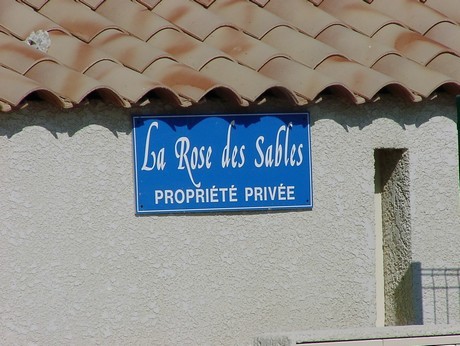 La Rose des Sables
PROPRIÉTÉ PRIVÉE